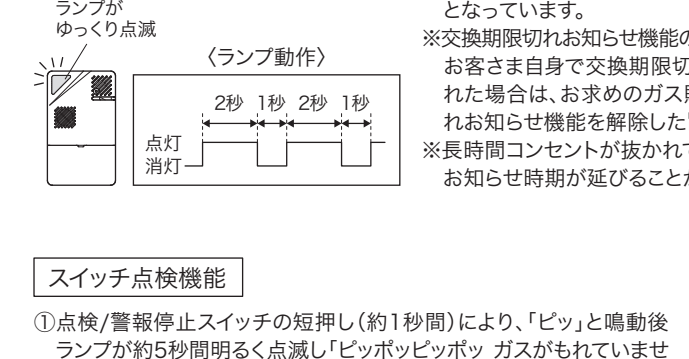 ランプが
ゆっくり点滅
〈ランプ動作〉
2秒 1秒 2秒 1秒
点灯
消灯
となっています。
※交換期限切れお知らせ機能の
お客さま自身で交換期限切
れた場合は、お求めのガス
れお知らせ機能を解除した
※長時間コンセントが抜かれて
お知らせ時期が延びることが
スイッチ点検機能
①点検/警報停止スイッチの短押し(約1秒間)により、「ピッ」と鳴動後
ランプが約5秒間明るく点滅し「ピッポッピッポッ ガスがもれていませ